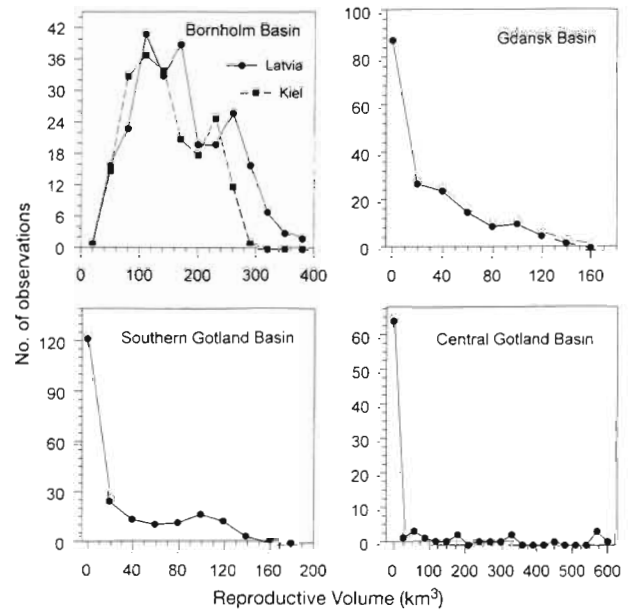 No. of observations
Bornholm Basin
Latvia
Kiel
42
36
30
24
18
12
6
0
0 100 200 300 400
Gdansk Basin
100
80
60
40
20
0
0 40 80 120 160
Southern Gotland Basin
120
90
60
30
0
0 40 80 120 160 200
Central Gotland Basin
60
50
40
30
20
10
0
0 100 200 300 400 500 600
Reproductive Volume (km³)